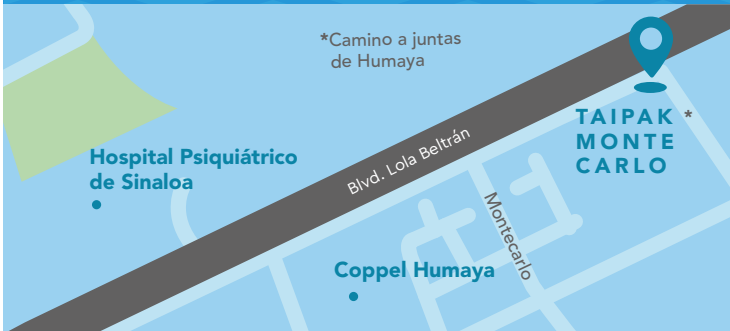 *Camino a juntas
de Humaya
TAIPAK *
MONTE
CARLO
Blvd. Lola Beltrán
Hospital Psiquiátrico
de Sinaloa
Montecarlo
Coppel Humaya